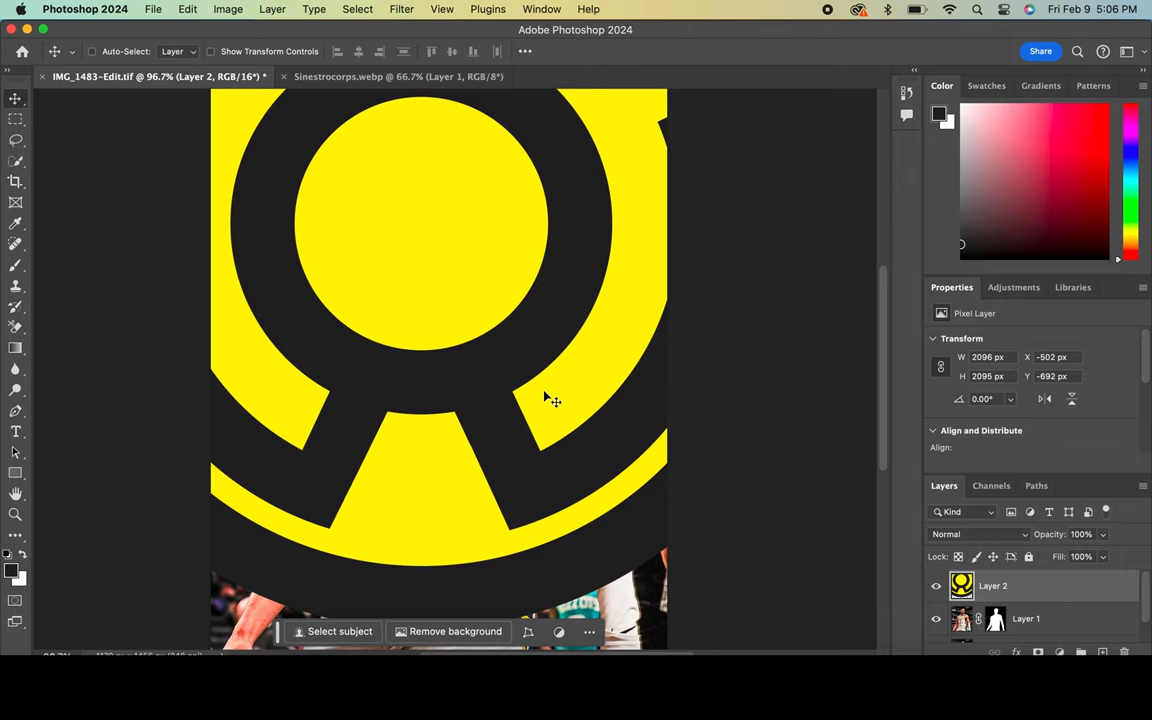 Photoshop 2024 File Edit Image Layer Type Select Filter View Plugins Window Help Fri Feb 9 5:06 PM
Adobe Photoshop 2024
Auto-Select: Layer Show Transform Controls Share
IMG_1483-Edit.tif @ 96.7% (Layer 2, RGB/16*) * Sinestrocorps.webp @ 66.7% (Layer 1, RGB/8*)
Color Swatches Gradients Patterns
Properties Adjustments Libraries
Pixel Layer
Transform
W 2096 px X -502 px
H 2095 px Y -692 px
0.00°
Align and Distribute
Align:
Layers Channels Paths
Kind
Normal Opacity: 100%
Lock: Fill: 100%
Layer 2
Layer 1
Select subject Remove background